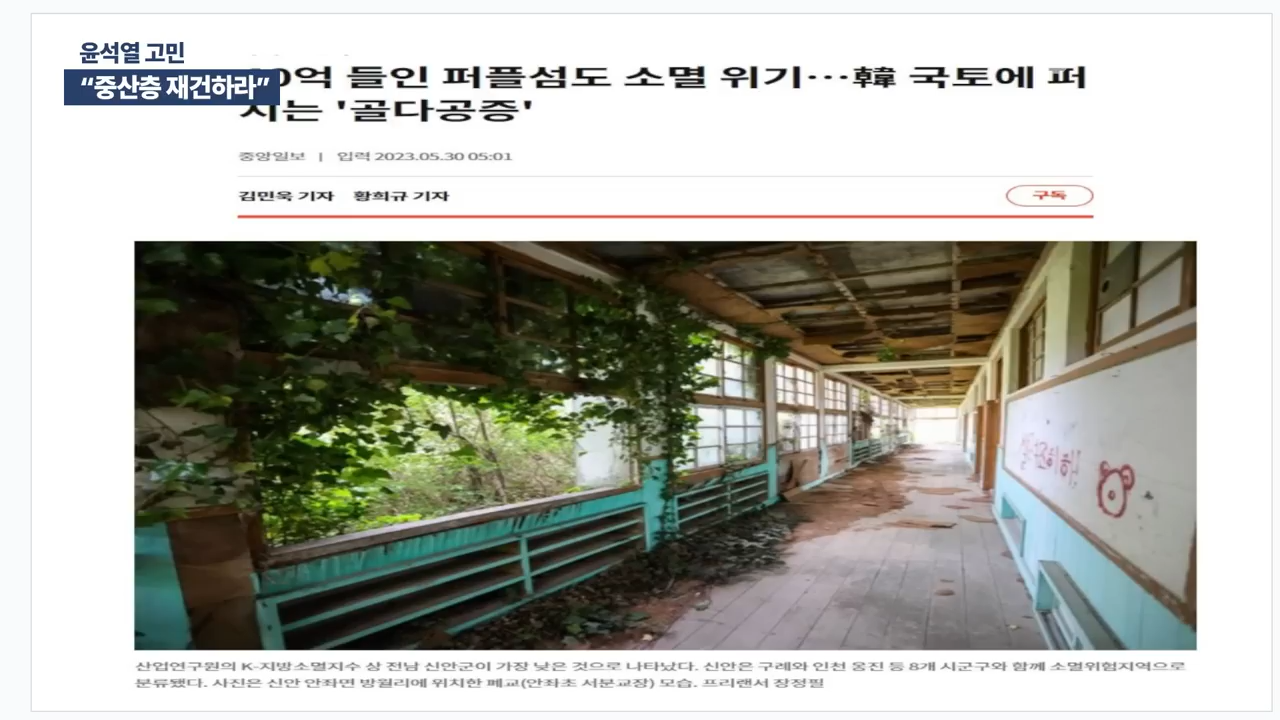 윤석열 고민
“중산층 재건하라”
0억 들인 퍼플섬도 소멸 위기…韓 국토에 퍼
지는 '골다공증'
중앙일보 | 입력 2023.05.30 05:01
김민욱 기자 황희규 기자
구독
산업연구원의 K-지방소멸지수 상 전남 신안군이 가장 낮은 것으로 나타났다. 신안은 구례와 인천 옹진 등 8개 시군구와 함께 소멸위험지역으로
분류됐다. 사진은 신안 안좌면 방월리에 위치한 폐교(안좌초 서분교장) 모습. 프리랜서 장정필